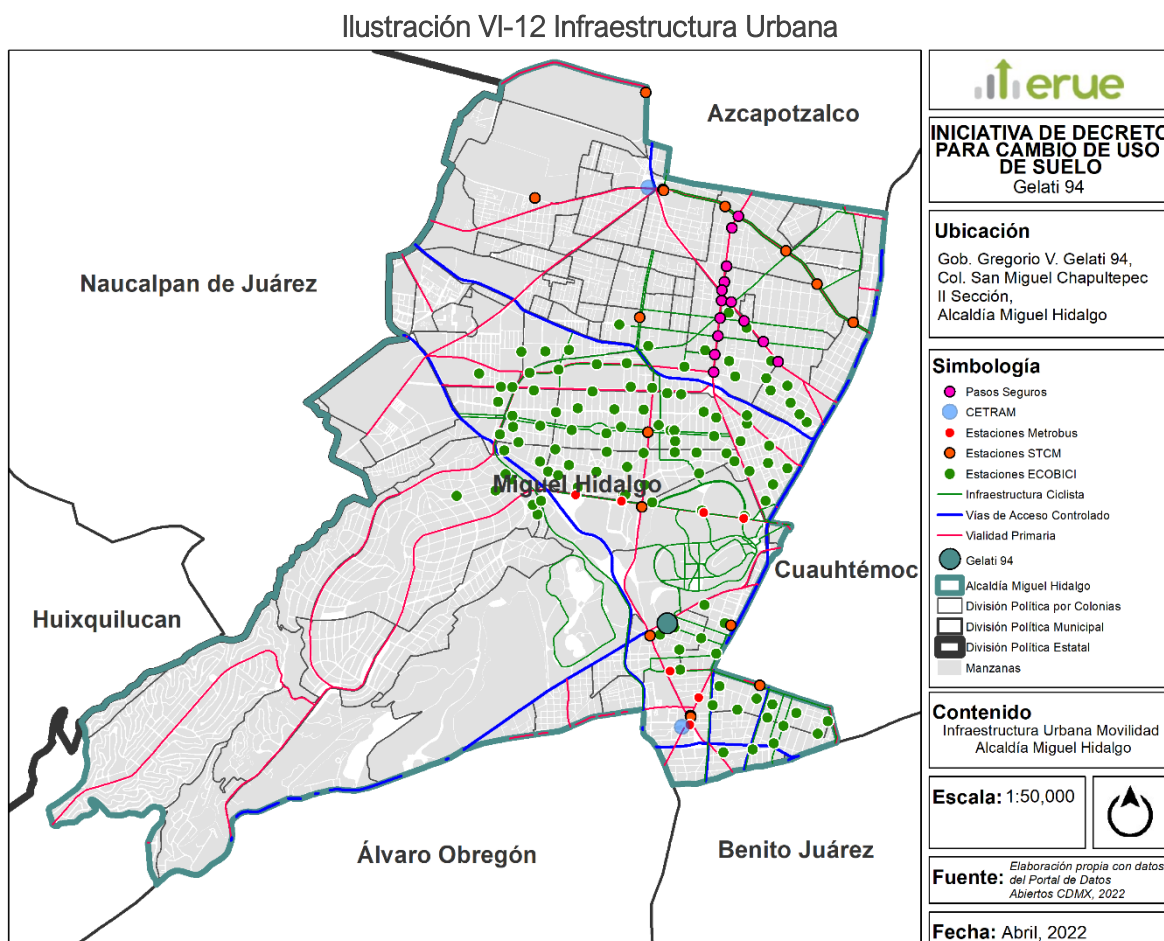 Ilustración VI-12 Infraestructura Urbana
Azcapotzalco
Naucalpan de Juárez
Miguel Hidalgo
Cuauhtémoc
Huixquilucan
Álvaro Obregón
Benito Juárez
erue
INICIATIVA DE DECRETO
PARA CAMBIO DE USO
DE SUELO
Gelati 94
Ubicación
Gob. Gregorio V. Gelati 94,
Col. San Miguel Chapultepec
II Sección,
Alcaldía Miguel Hidalgo
Simbología
Pasos Seguros
CETRAM
Estaciones Metrobus
Estaciones STCM
Estaciones ECOBICI
Infraestructura Ciclista
Vías de Acceso Controlado
Vialidad Primaria
Gelati 94
Alcaldía Miguel Hidalgo
División Política por Colonias
División Política Municipal
División Política Estatal
Manzanas
Contenido
Infraestructura Urbana Movilidad
Alcaldía Miguel Hidalgo
Escala: 1:50,000
Fuente: Elaboración propia con datos
del Portal de Datos
Abiertos CDMX, 2022
Fecha: Abril, 2022